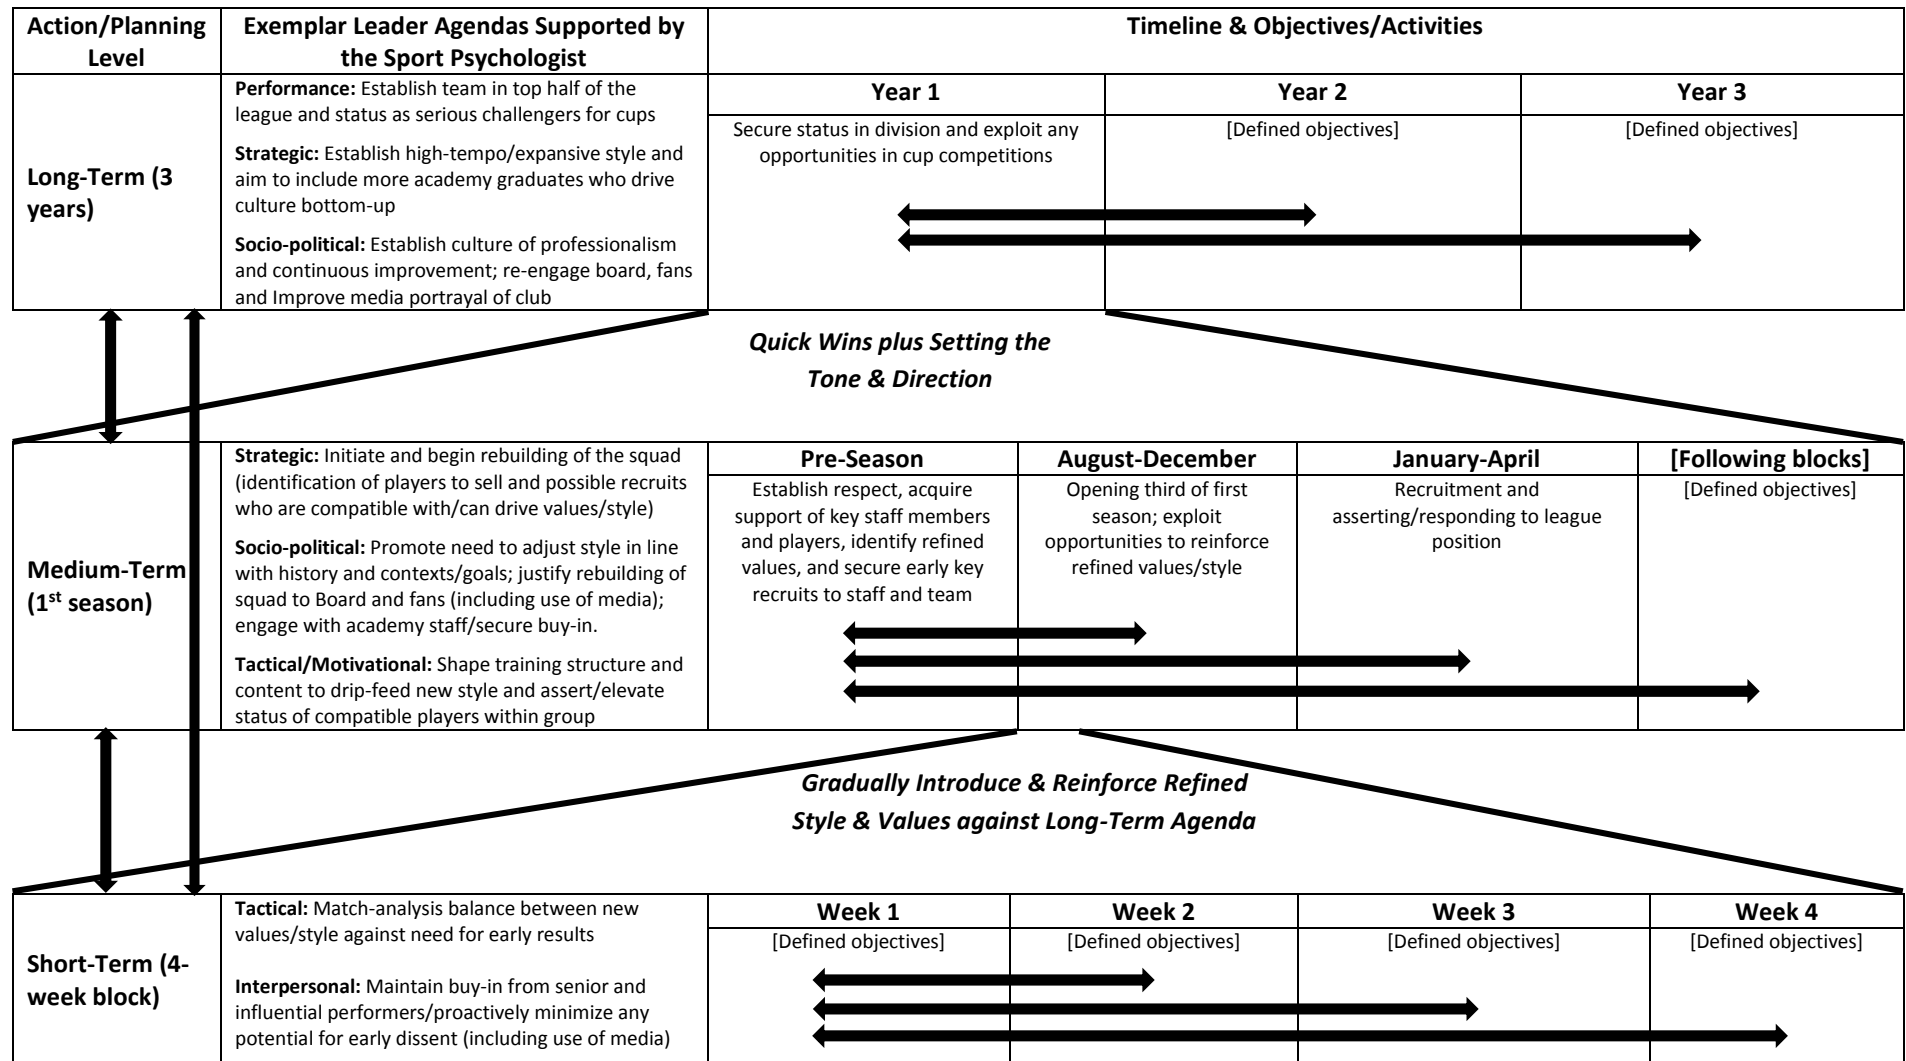 Action/Planning
Level
Exemplar Leader Agendas Supported by
the Sport Psychologist
Timeline & Objectives/Activities
Long-Term (3
years)
Performance: Establish team in top half of the
league and status as serious challengers for cups
Strategic: Establish high-tempo/expansive style and
aim to include more academy graduates who drive
culture bottom-up
Socio-political: Establish culture of professionalism
and continuous improvement; re-engage board, fans
and Improve media portrayal of club
Year 1
Secure status in division and exploit any
opportunities in cup competitions
Year 2
[Defined objectives]
Year 3
[Defined objectives]
Quick Wins plus Setting the
Tone & Direction
Medium-Term
(1st season)
Strategic: Initiate and begin rebuilding of the squad
(identification of players to sell and possible recruits
who are compatible with/can drive values/style)
Socio-political: Promote need to adjust style in line
with history and contexts/goals; justify rebuilding of
squad to Board and fans (including use of media);
engage with academy staff/secure buy-in.
Tactical/Motivational: Shape training structure and
content to drip-feed new style and assert/elevate
status of compatible players within group
Pre-Season
Establish respect, acquire
support of key staff members
and players, identify refined
values, and secure early key
recruits to staff and team
August-December
Opening third of first
season; exploit
opportunities to reinforce
refined values/style
January-April
Recruitment and
asserting/responding to league
position
[Following blocks]
[Defined objectives]
Gradually Introduce & Reinforce Refined
Style & Values against Long-Term Agenda
Short-Term (4-
week block)
Tactical: Match-analysis balance between new
values/style against need for early results
Interpersonal: Maintain buy-in from senior and
influential performers/proactively minimize any
potential for early dissent (including use of media)
Week 1
[Defined objectives]
Week 2
[Defined objectives]
Week 3
[Defined objectives]
Week 4
[Defined objectives]